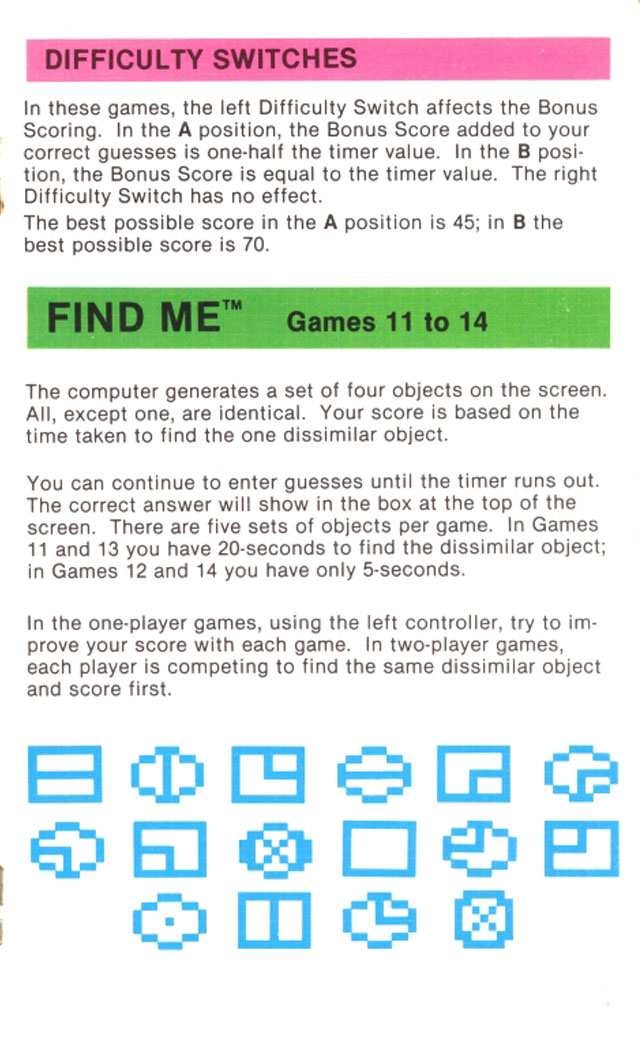 DIFFICULTY SWITCHES
In these games, the left Difficulty Switch affects the Bonus
Scoring. In the A position, the Bonus Score added to your
correct guesses is one-half the timer value. In the B posi-
tion, the Bonus Score is equal to the timer value. The right
Difficulty Switch has no effect.
The best possible score in the A position is 45; in B the
best possible score is 70.
FIND ME™ Games 11 to 14
The computer generates a set of four objects on the screen.
All, except one, are identical. Your score is based on the
time taken to find the one dissimilar object.
You can continue to enter guesses until the timer runs out.
The correct answer will show in the box at the top of the
screen. There are five sets of objects per game. In Games
11 and 13 you have 20-seconds to find the dissimilar object;
in Games 12 and 14 you have only 5-seconds.
In the one-player games, using the left controller, try to im-
prove your score with each game. In two-player games,
each player is competing to find the same dissimilar object
and score first.